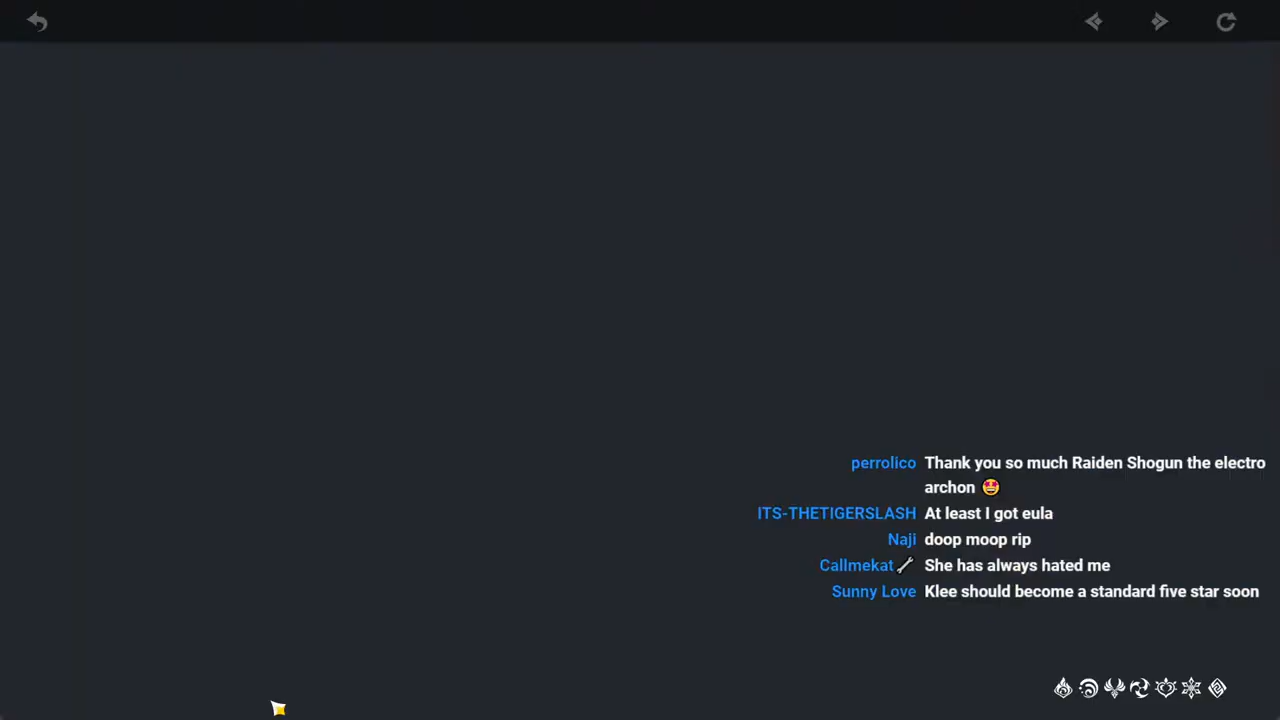 perrolico Thank you so much Raiden Shogun the electro
archon 🤩
ITS-THETIGERSLASH At least I got eula
Naji doop moop rip
Callmekat🔧 She has always hated me
Sunny Love Klee should become a standard five star soon